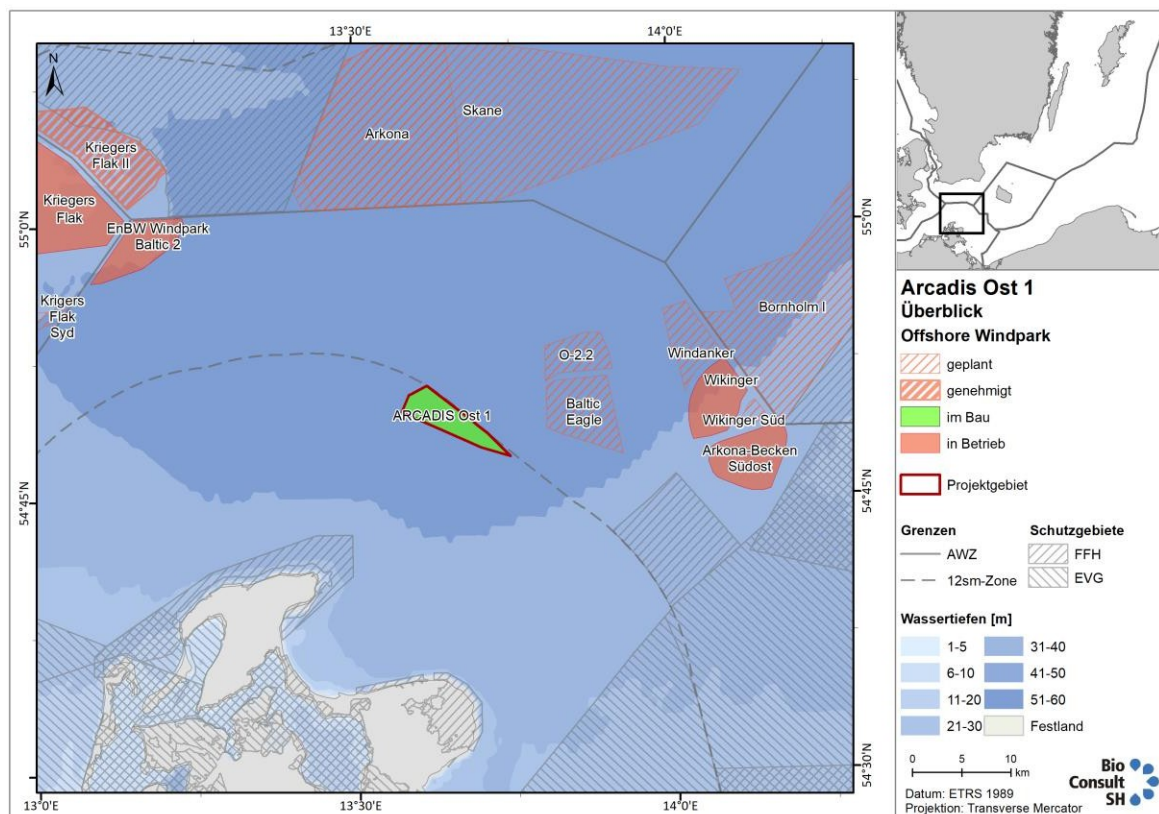 13°30'E
14°0'E
N
Skane
Arkona
Kriegers
Flak II
Kriegers
Flak
EnBW Windpark
Baltic 2
55°0'N
55°0'N
Krigers
Flak
Syd
Bornholm I
O-2.2
Windanker
Wikinger
Baltic
Eagle
ARCADIS Ost 1
Wikinger Süd
Arkona-Becken
Südost
54°45'N
54°45'N
54°30'N
13°0'E
13°30'E
14°0'E
Arcadis Ost 1
Überblick
Offshore Windpark
geplant
genehmigt
im Bau
in Betrieb
Projektgebiet
Grenzen
AWZ
12sm-Zone
Schutzgebiete
FFH
EVG
Wassertiefen [m]
1-5
6-10
11-20
21-30
31-40
41-50
51-60
Festland
0 5 10
km
Datum: ETRS 1989
Projektion: Transverse Mercator
Bio
Consult
SH